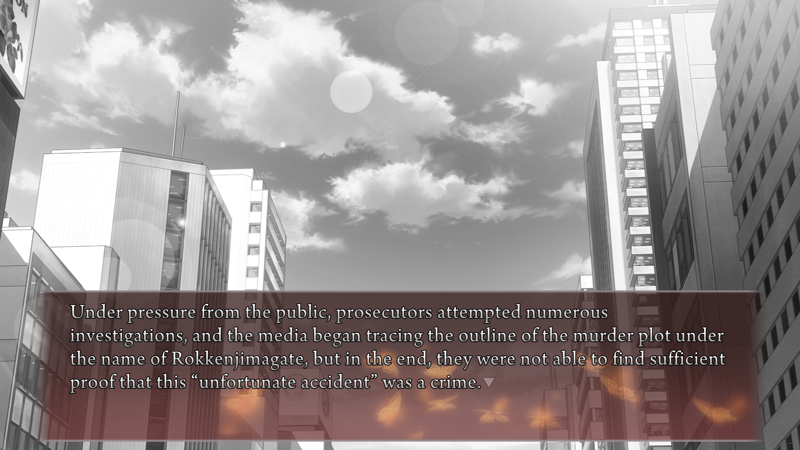 Under pressure from the public, prosecutors attempted numerous
investigations, and the media began tracing the outline of the murder plot under
the name of Rokkenjimagate, but in the end, they were not able to find sufficient
proof that this “unfortunate accident” was a crime.